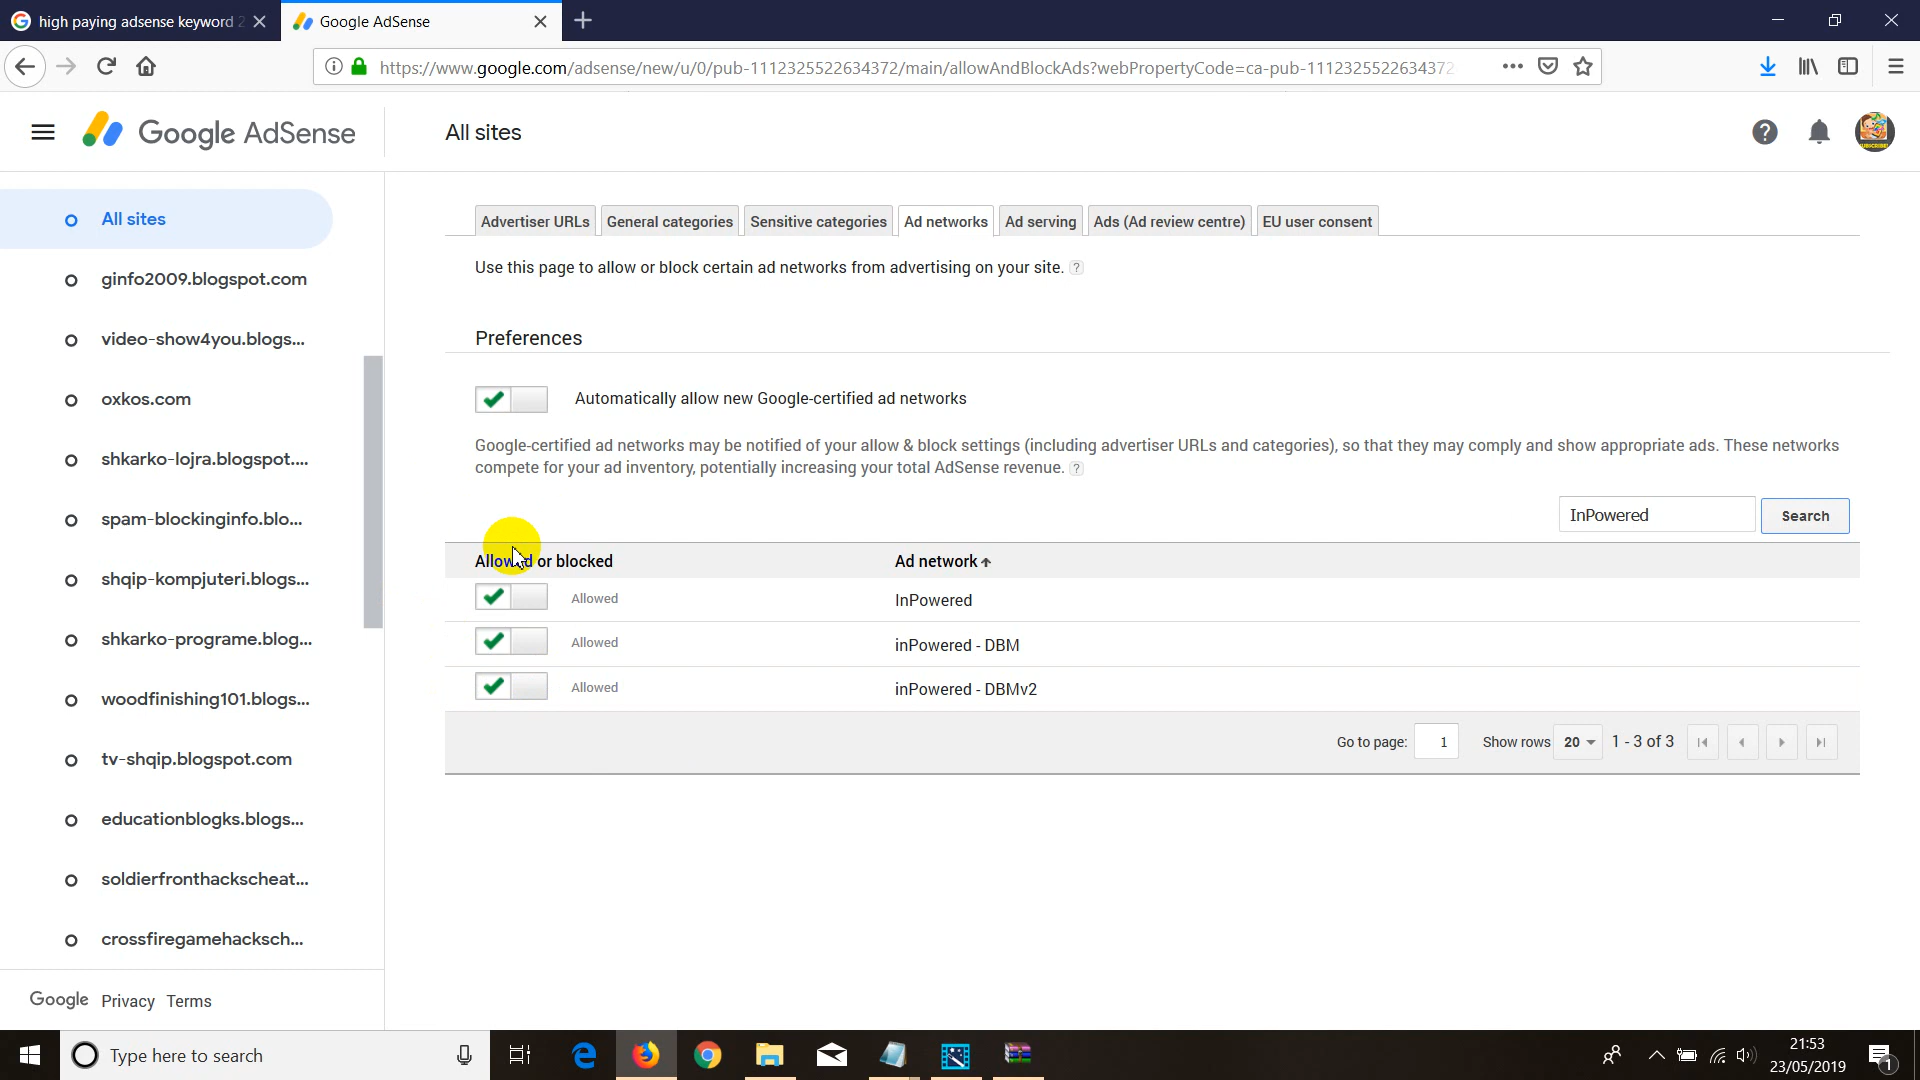 high paying adsense keyword 2
Google AdSense
https://www.google.com/adsense/new/u/0/pub-1112325522634372/main/allowAndBlockAds?webPropertyCode=ca-pub-1112325522634372
Google AdSense
All sites
All sites
ginfo2009.blogspot.com
video-show4you.blogs...
oxkos.com
shkarko-lojra.blogspot....
spam-blockinginfo.blo...
shqip-kompjuteri.blogs...
shkarko-programe.blog...
woodfinishing101.blogs...
tv-shqip.blogspot.com
educationblogks.blogs...
soldierfronthackscheat...
crossfiregamehacksch...
Google Privacy Terms
Advertiser URLs General categories Sensitive categories Ad networks Ad serving Ads (Ad review centre) EU user consent
Use this page to allow or block certain ad networks from advertising on your site. ?
Preferences
Automatically allow new Google-certified ad networks
Google-certified ad networks may be notified of your allow & block settings (including advertiser URLs and categories), so that they may comply and show appropriate ads. These networks
compete for your ad inventory, potentially increasing your total AdSense revenue. ?
InPowered Search
Allowed or blocked Ad network
Allowed InPowered
Allowed inPowered - DBM
Allowed inPowered - DBMv2
Go to page: 1 Show rows 20 1 - 3 of 3
Type here to search
21:53
23/05/2019
1